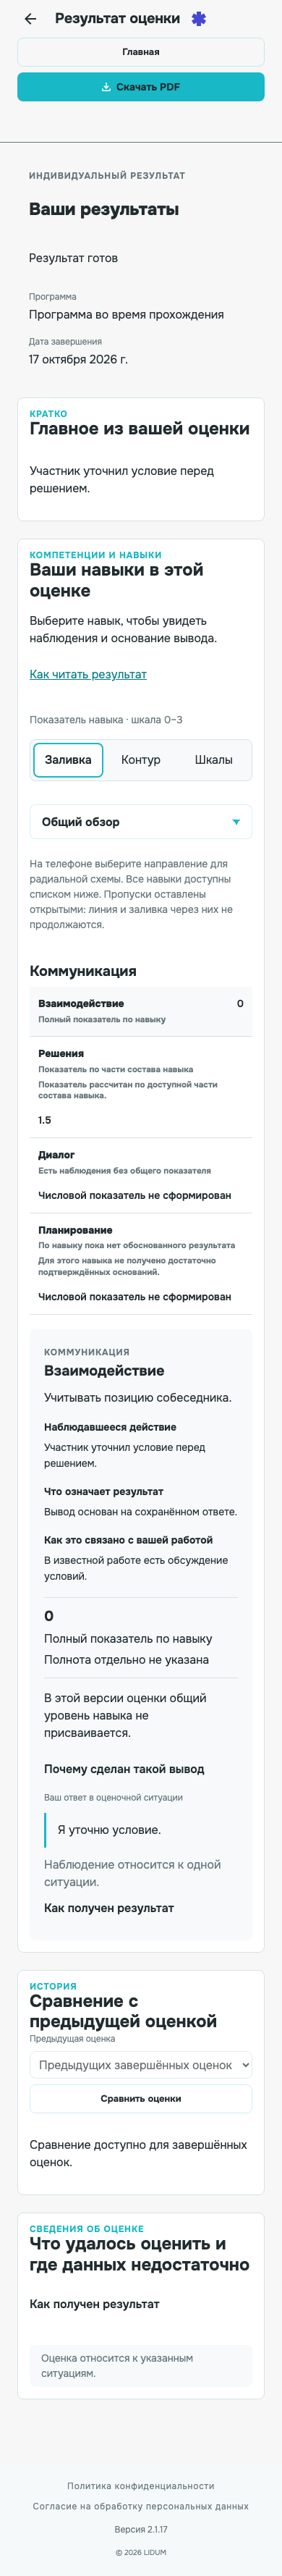 Результат оценки
Главная
Скачать PDF
ИНДИВИДУАЛЬНЫЙ РЕЗУЛЬТАТ
Ваши результаты
Результат готов
Программа
Программа во время прохождения
Дата завершения
17 октября 2026 г.
КРАТКО
Главное из вашей оценки
Участник уточнил условие перед
решением.
КОМПЕТЕНЦИИ И НАВЫКИ
Ваши навыки в этой
оценке
Выберите навык, чтобы увидеть
наблюдения и основание вывода.
Как читать результат
Показатель навыка · шкала 0–3
Заливка Контур Шкалы
Общий обзор
На телефоне выберите направление для
радиальной схемы. Все навыки доступны
списком ниже. Пропуски оставлены
открытыми: линия и заливка через них не
продолжаются.
Коммуникация
Взаимодействие 0
Полный показатель по навыку
Решения
Показатель по части состава навыка
Показатель рассчитан по доступной части
состава навыка.
1.5
Диалог
Есть наблюдения без общего показателя
Числовой показатель не сформирован
Планирование
По навыку пока нет обоснованного результата
Для этого навыка не получено достаточно
подтверждённых оснований.
Числовой показатель не сформирован
КОММУНИКАЦИЯ
Взаимодействие
Учитывать позицию собеседника.
Наблюдавшееся действие
Участник уточнил условие перед
решением.
Что означает результат
Вывод основан на сохранённом ответе.
Как это связано с вашей работой
В известной работе есть обсуждение
условий.
0
Полный показатель по навыку
Полнота отдельно не указана
В этой версии оценки общий
уровень навыка не
присваивается.
Почему сделан такой вывод
Ваш ответ в оценочной ситуации
Я уточню условие.
Наблюдение относится к одной
ситуации.
Как получен результат
ИСТОРИЯ
Сравнение с
предыдущей оценкой
Предыдущая оценка
Предыдущих завершённых оценок
Сравнить оценки
Сравнение доступно для завершённых
оценок.
СВЕДЕНИЯ ОБ ОЦЕНКЕ
Что удалось оценить и
где данных недостаточно
Как получен результат
Оценка относится к указанным
ситуациям.
Политика конфиденциальности
Согласие на обработку персональных данных
Версия 2.1.17
© 2026 LIDUM